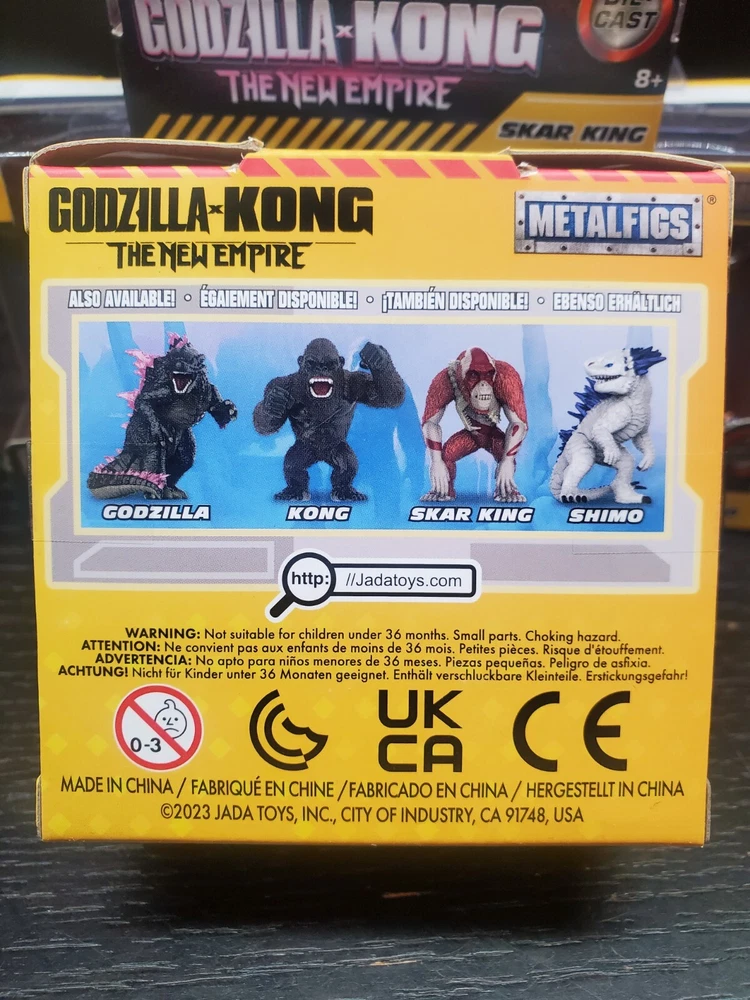 GODZILLA x KONG
THE NEW EMPIRE
DIE-CAST
8+
SKAR KING
GODZILLA x KONG
THE NEW EMPIRE
METALFIGS®
ALSO AVAILABLE! • ÉGAIEMENT DISPONIBLE! • ¡TAMBIÉN DISPONIBLE! • EBENSO ERHÄLTLICH
GODZILLA KONG SKAR KING SHIMO
http: //Jadatoys.com
WARNING: Not suitable for children under 36 months. Small parts. Choking hazard.
ATTENTION: Ne convient pas aux enfants de moins de 36 mois. Petites pièces. Risque d'étouffement.
ADVERTENCIA: No apto para niños menores de 36 meses. Piezas pequeñas. Peligro de asfixia.
ACHTUNG! Nicht für Kinder unter 36 Monaten geeignet. Enthält verschluckbare Kleinteile. Erstickungsgefahr!
0-3
UK
CA
CE
MADE IN CHINA / FABRIQUÉ EN CHINE /FABRICADO EN CHINA / HERGESTELLT IN CHINA
©2023 JADA TOYS, INC., CITY OF INDUSTRY, CA 91748, USA